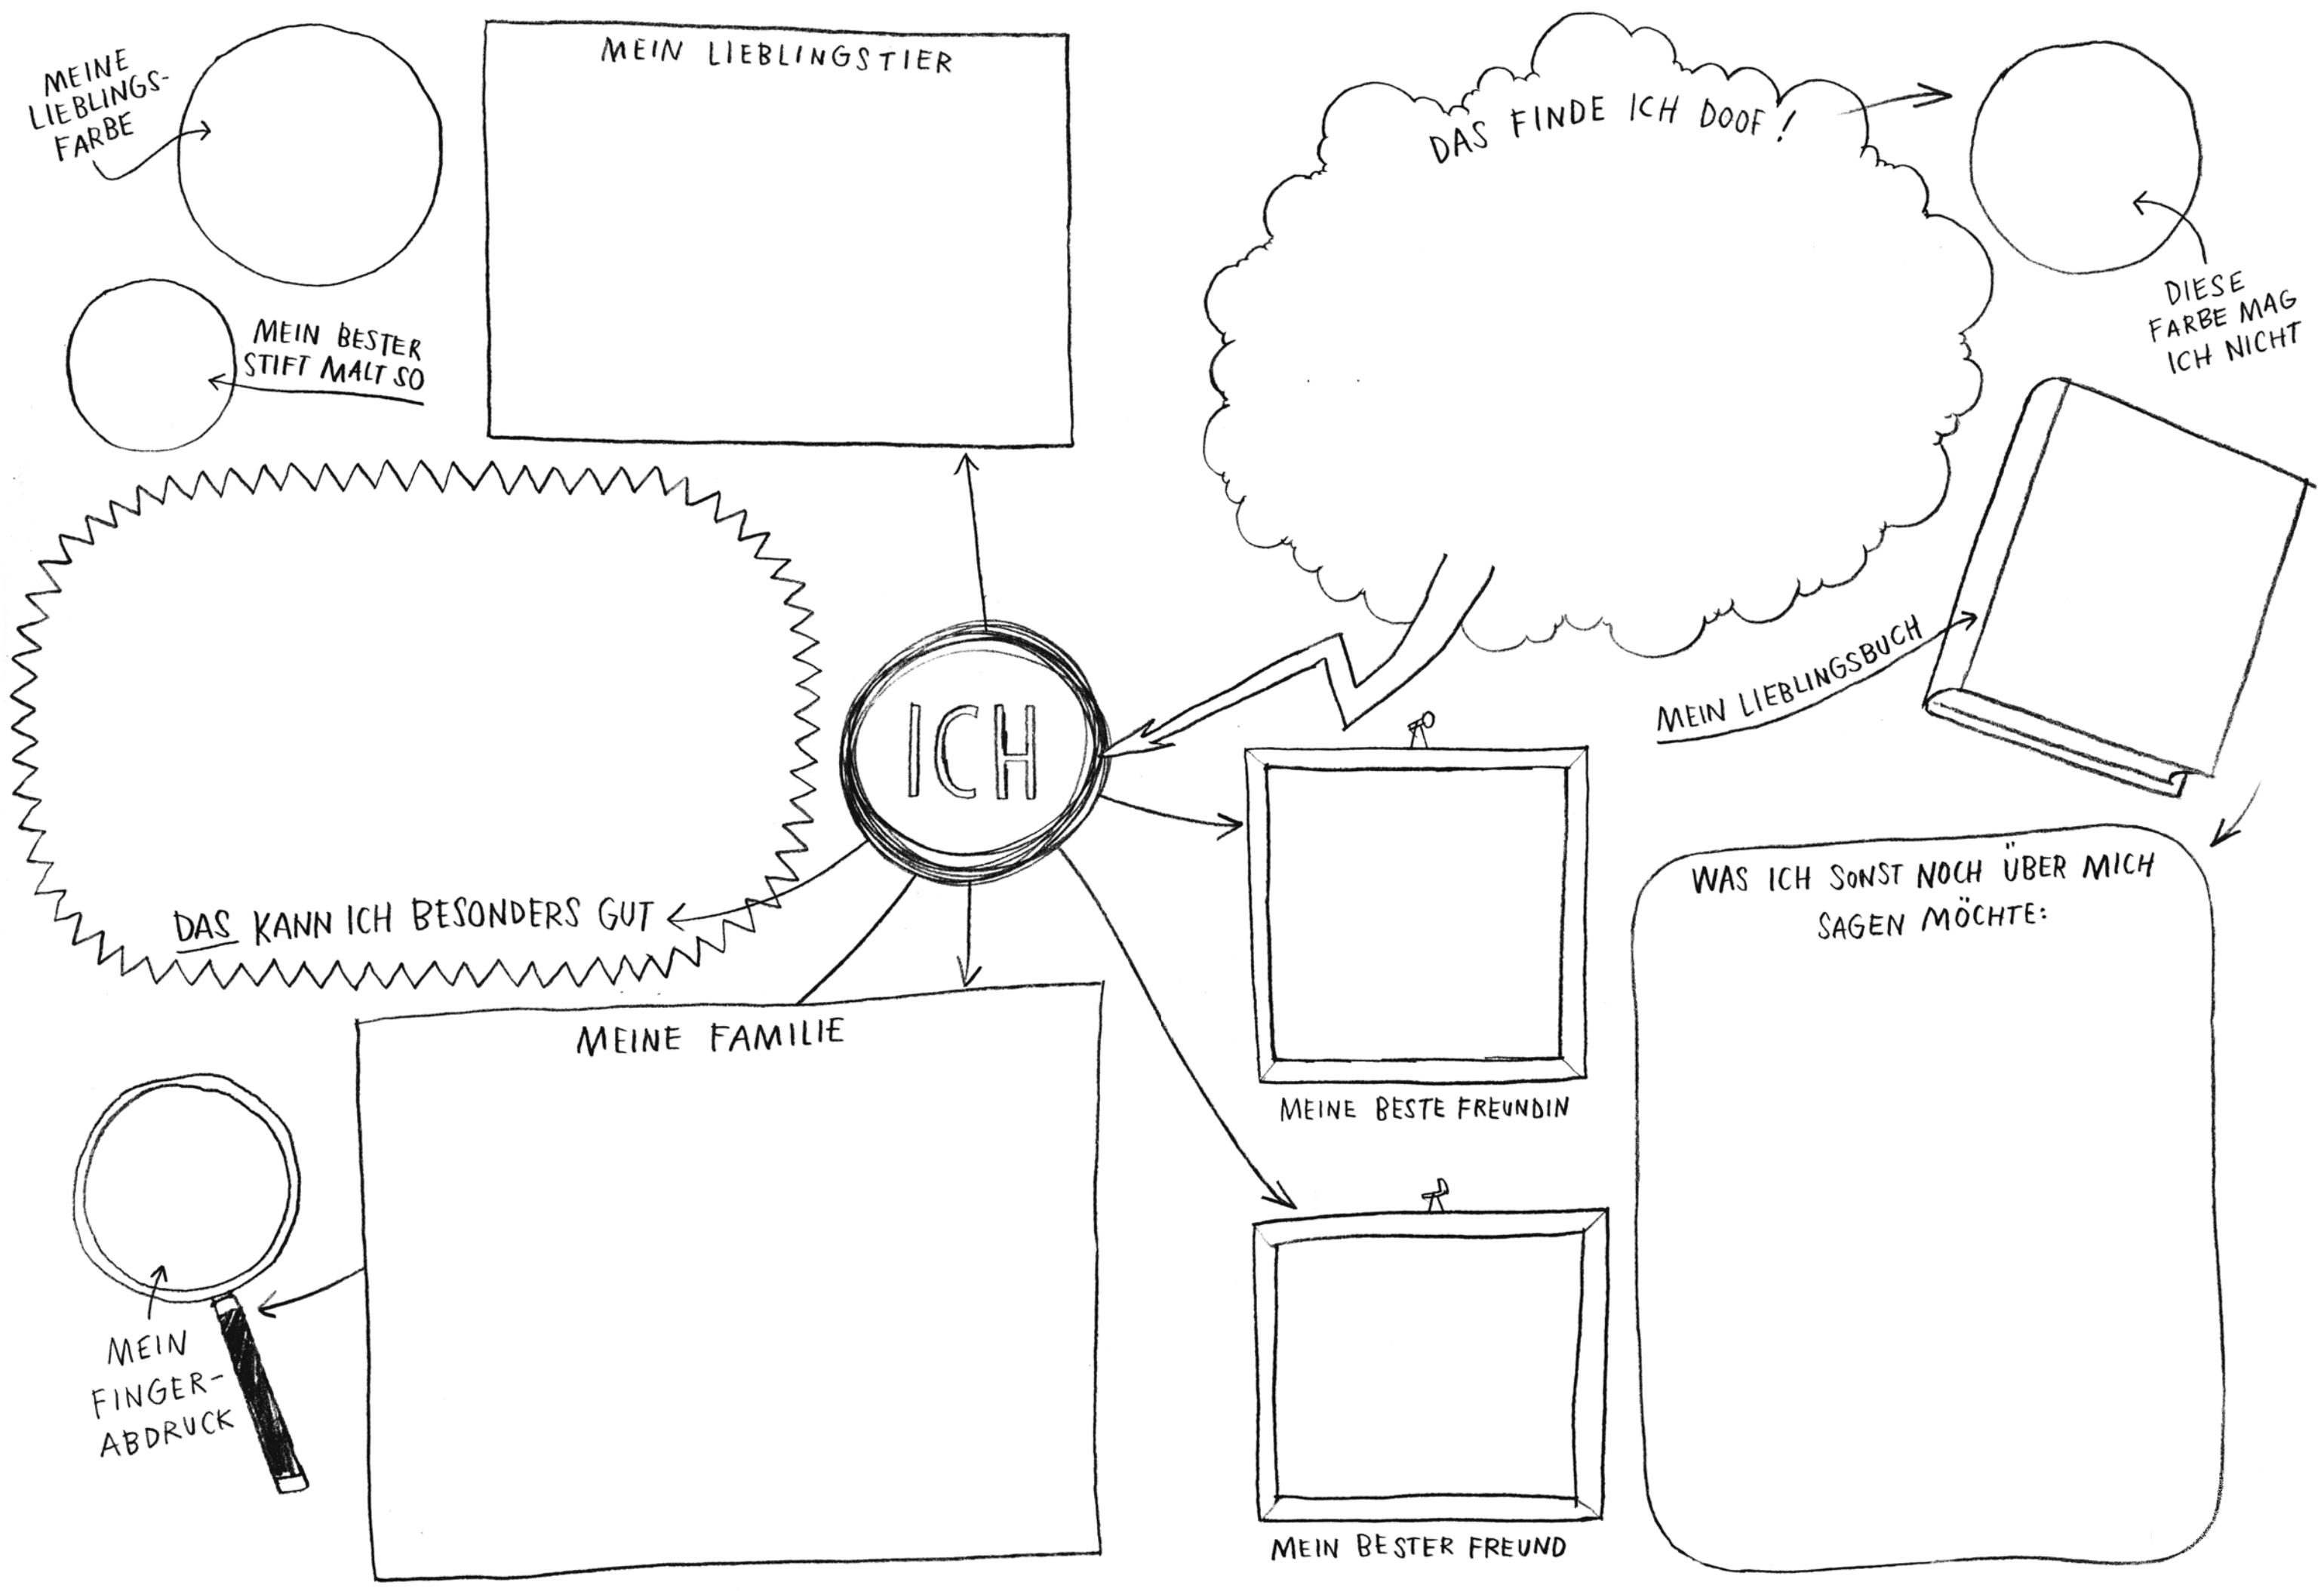 MEINE
LIEBLINGS-
FARBE
MEIN LIEBLINGSTIER
DAS FINDE ICH DOOF!
DIESE
FARBE MAG
ICH NICHT
MEIN BESTER
STIFT MALT SO
MEIN LIEBLINGSBUCH
ICH
DAS KANN ICH BESONDERS GUT
WAS ICH SONST NOCH ÜBER MICH
SAGEN MÖCHTE:
MEINE FAMILIE
MEINE BESTE FREUNDIN
MEIN
FINGER-
ABDRUCK
MEIN BESTER FREUND